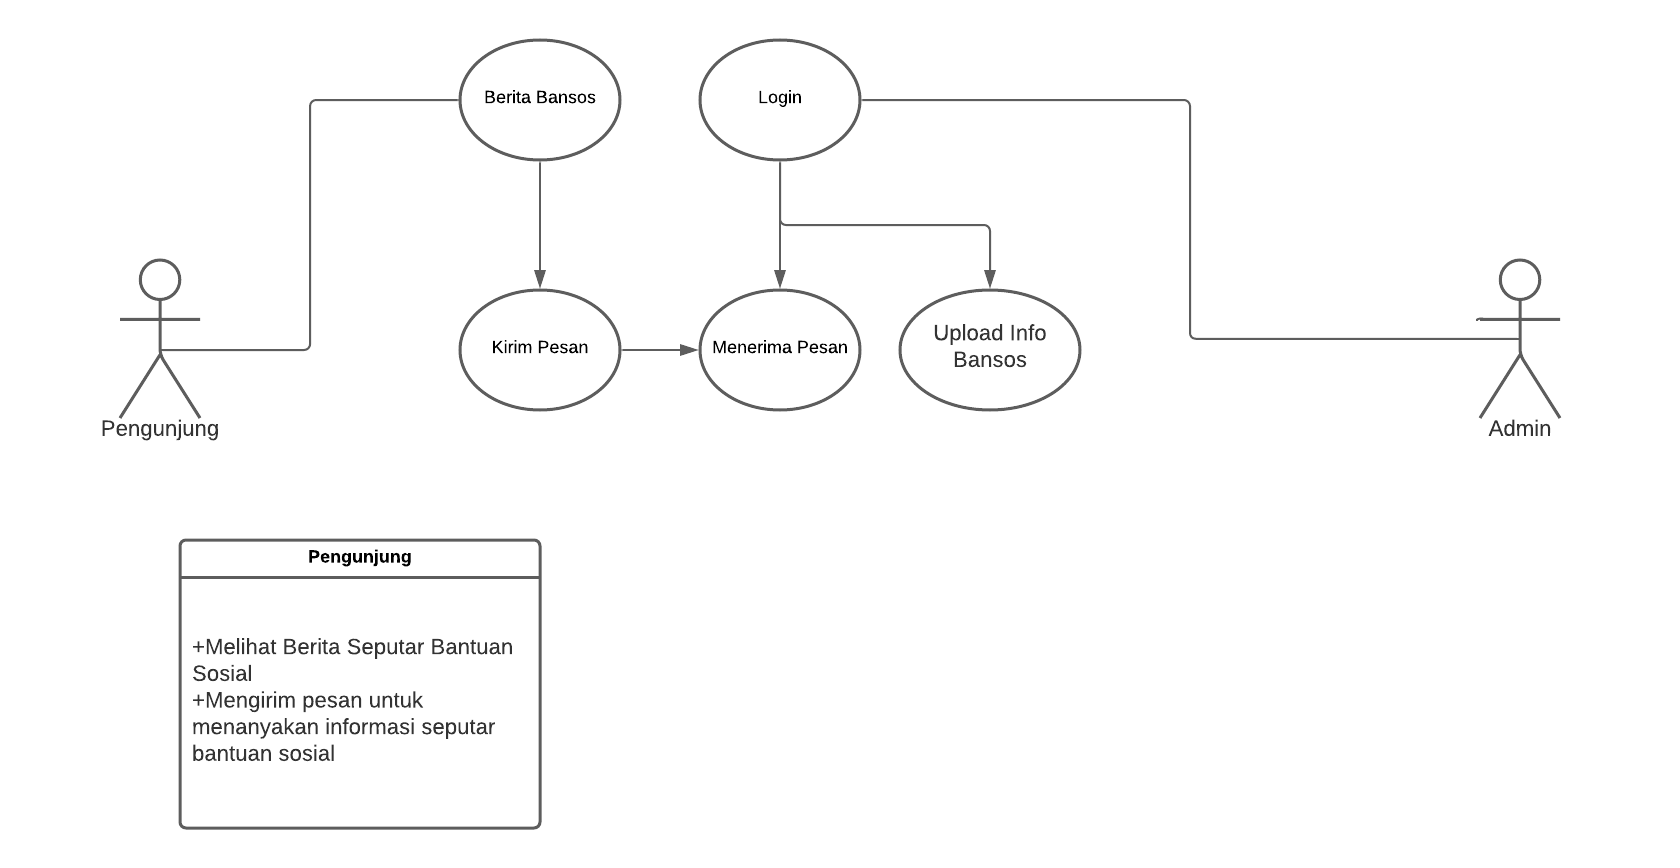 Berita Bansos
Login
Kirim Pesan
Menerima Pesan
Upload Info
Bansos
Pengunjung
Admin
Pengunjung
+Melihat Berita Seputar Bantuan
Sosial
+Mengirim pesan untuk
menanyakan informasi seputar
bantuan sosial